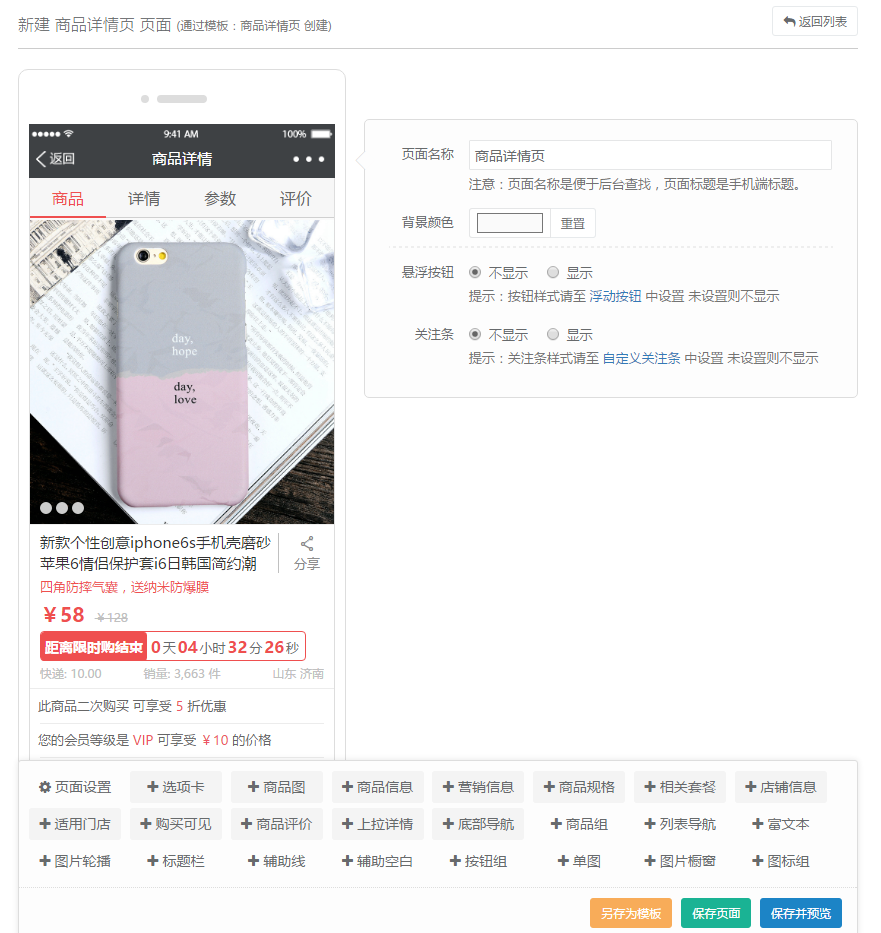 新建 商品详情页 页面 (通过模板：商品详情页 创建)
返回列表
9:41 AM
100%
返回
商品详情
商品 详情 参数 评价
day,
hope
day,
love
新款个性创意iphone6s手机壳磨砂
苹果6情侣保护套i6日韩国简约潮
分享
四角防摔气囊，送纳米防爆膜
￥58 ￥128
距离限时购结束 0天04小时32分26秒
快递: 10.00 销量: 3,663 件 山东 济南
此商品二次购买 可享受 5 折优惠
您的会员等级是 VIP 可享受 ￥10 的价格
页面名称 商品详情页
注意：页面名称是便于后台查找，页面标题是手机端标题。
背景颜色 重置
悬浮按钮 不显示 显示
提示：按钮样式请至 浮动按钮 中设置 未设置则不显示
关注条 不显示 显示
提示：关注条样式请至 自定义关注条 中设置 未设置则不显示
页面设置 选项卡 商品图 商品信息 营销信息 商品规格 相关套餐 店铺信息
适用门店 购买可见 商品评价 上拉详情 底部导航 商品组 列表导航 富文本
图片轮播 标题栏 辅助线 辅助空白 按钮组 单图 图片橱窗 图标组
另存为模板 保存页面 保存并预览